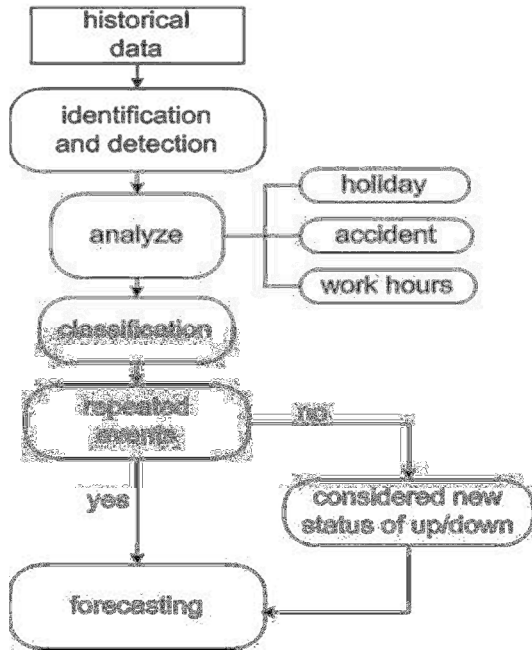 historical
data
identification
and detection
analyze
holiday
accident
work hours
classification
repeated
events
no
yes
considered new
status of up/down
forecasting